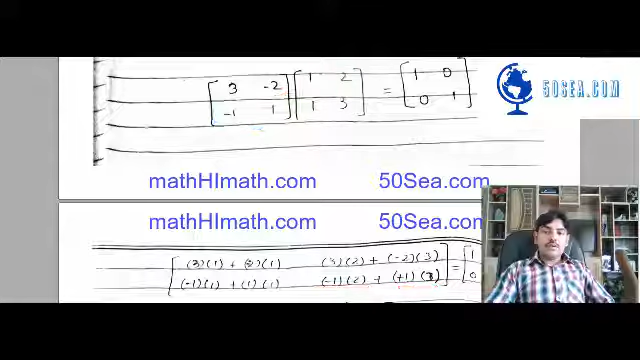 [ 3 -2 ] [ 1 2 ] = [ 1 0 ]
[ -1 1 ] [ 1 3 ] [ 0 1 ]
50SEA.COM
mathHImath.com 50Sea.com
mathHImath.com 50Sea.com
[ (3)(1) + (-2)(1) (3)(2) + (-2)(3) ] = [ 1
[ (-1)(1) + (1)(1) (-1)(2) + (+1)(3) ] [ 0